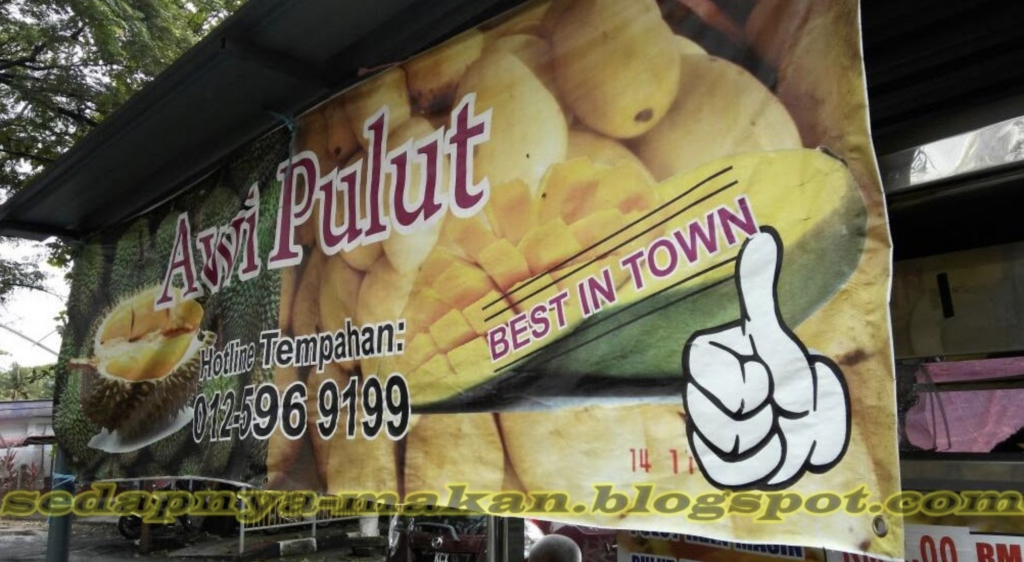 Awi Pulut
BEST IN TOWN
Hotline Tempahan:
012-596 9199
14 11
sedapnya-makan.blogspot.com
.00 RM